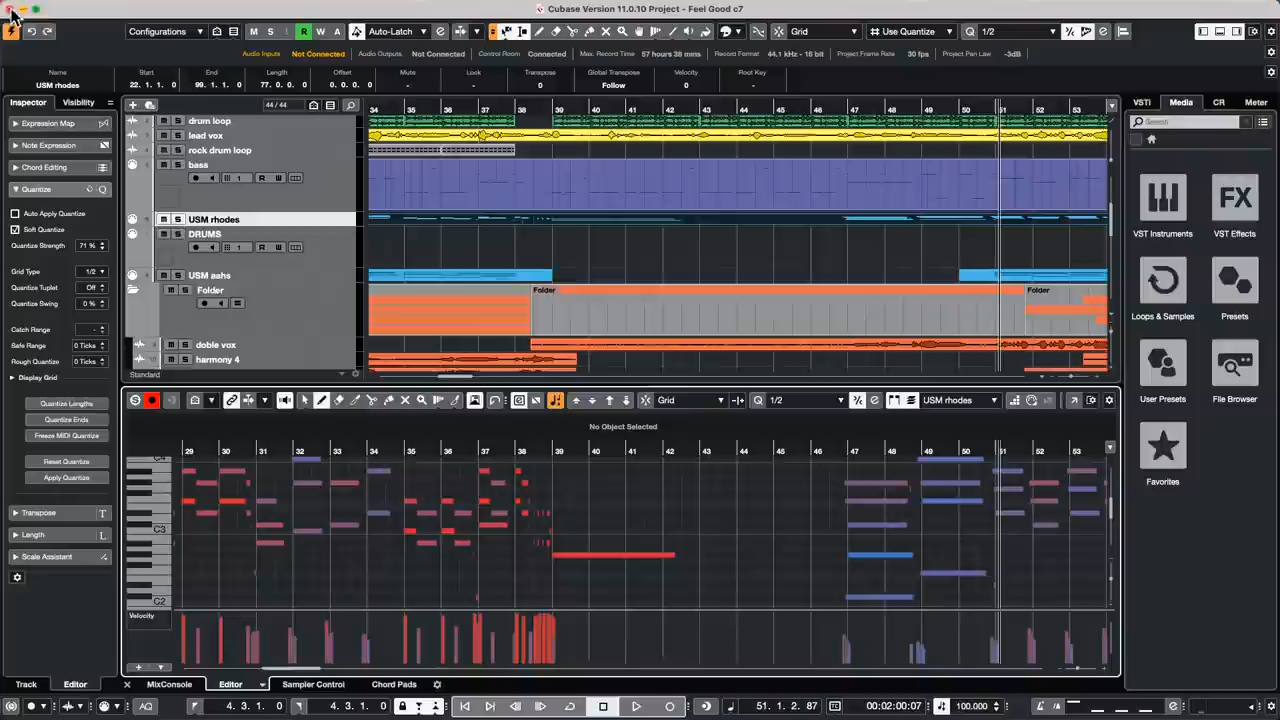 Cubase Version 11.0.10 Project - Feel Good c7
Configurations M S L R W A Auto-Latch Grid Use Quantize Q 1/2
Audio Inputs Not Connected Audio Outputs Not Connected Control Room Connected Max. Record Time 57 hours 38 mins Record Format 44.1 kHz - 16 bit Project Frame Rate 30 fps Project Pan Law -3dB
Name Start End Length Offset Mute Lock Transpose Global Transpose Velocity Root Key
USM rhodes 22. 1. 1. 0 99. 1. 1. 0 77. 0. 0. 0 0. 0. 0. 0 - - 0 Follow 0 -
Inspector Visibility 44 / 44 34 35 36 37 38 39 40 41 42 43 44 45 46 47 48 49 50 51 52 53 VSTi Media CR Meter
Expression Map
Note Expression
Chord Editing
Quantize
Auto Apply Quantize
Soft Quantize
Quantize Strength 71 %
Grid Type 1/2
Quantize Tuplet Off
Quantize Swing 0 %
Catch Range -
Safe Range 0 Ticks
Rough Quantize 0 Ticks
Display Grid
Quantize Lengths
Quantize Ends
Freeze MIDI Quantize
Reset Quantize
Apply Quantize
Transpose
Length
Scale Assistant
drum loop
lead vox
rock drum loop
bass
1 R W
USM rhodes
DRUMS
1 R W
USM aahs
Folder
Folder Folder
doble vox
harmony 4
Standard
Search
VST Instruments VST Effects
FX
Loops & Samples Presets
User Presets File Browser
Favorites
Grid Q 1/2 USM rhodes
No Object Selected
29 30 31 32 33 34 35 36 37 38 39 40 41 42 43 44 45 46 47 48 49 50 51 52 53
C4
C3
C2
Velocity
Track Editor MixConsole Editor Sampler Control Chord Pads
AQ 4. 3. 1. 0 4. 3. 1. 0 51. 1. 2. 87 00:02:00:07 100.000